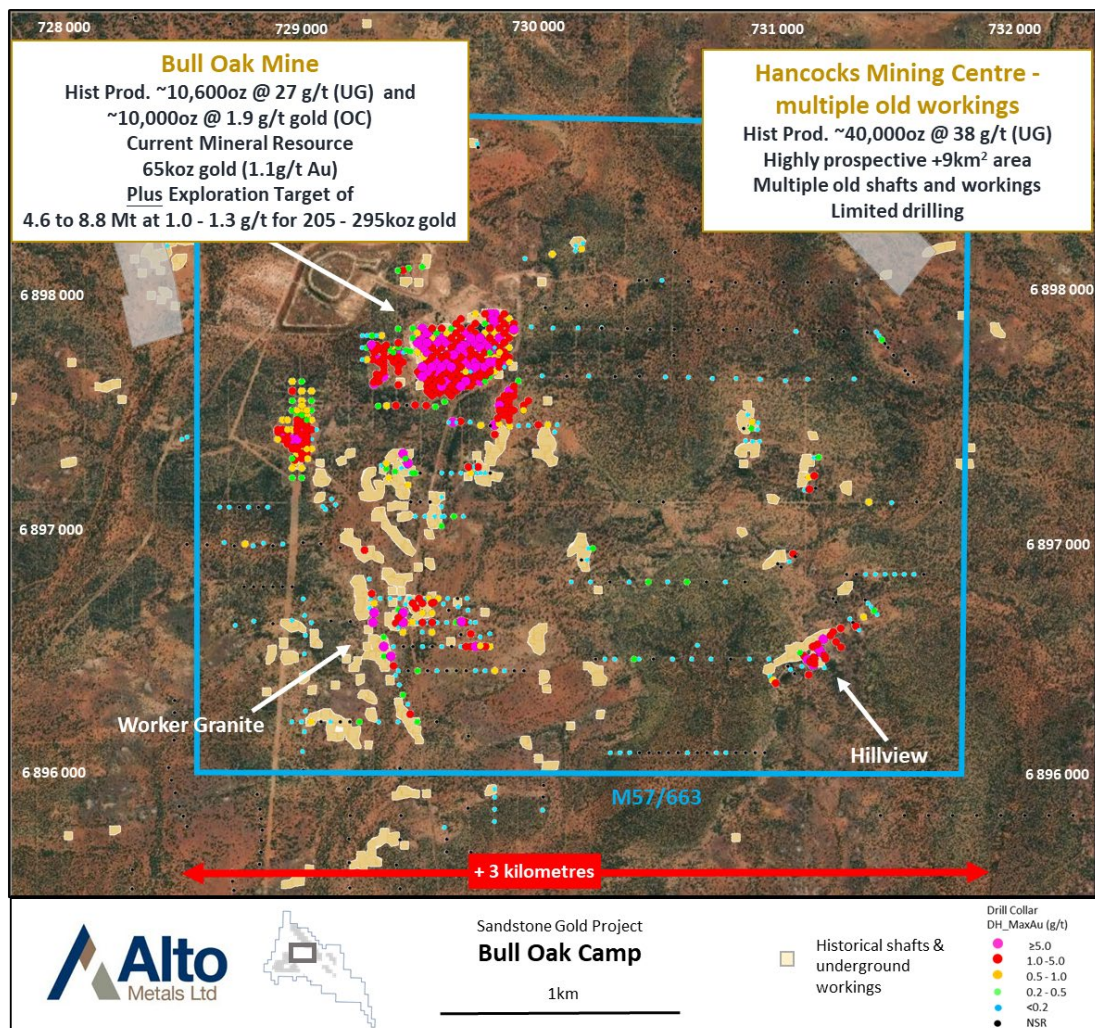 728 000
729 000
730 000
731 000
732 000
Bull Oak Mine
Hist Prod. ~10,600oz @ 27 g/t (UG) and
~10,000oz @ 1.9 g/t gold (OC)
Current Mineral Resource
65koz gold (1.1g/t Au)
Plus Exploration Target of
4.6 to 8.8 Mt at 1.0 - 1.3 g/t for 205 - 295koz gold
Hancocks Mining Centre -
multiple old workings
Hist Prod. ~40,000oz @ 38 g/t (UG)
Highly prospective +9km² area
Multiple old shafts and workings
Limited drilling
6 898 000
6 898 000
6 897 000
6 897 000
Worker Granite
Hillview
6 896 000
6 896 000
M57/663
+ 3 kilometres
Alto
Metals Ltd
Sandstone Gold Project
Bull Oak Camp
1km
Historical shafts &
underground
workings
Drill Collar
DH_MaxAu (g/t)
≥5.0
1.0 -5.0
0.5 - 1.0
0.2 - 0.5
<0.2
NSR